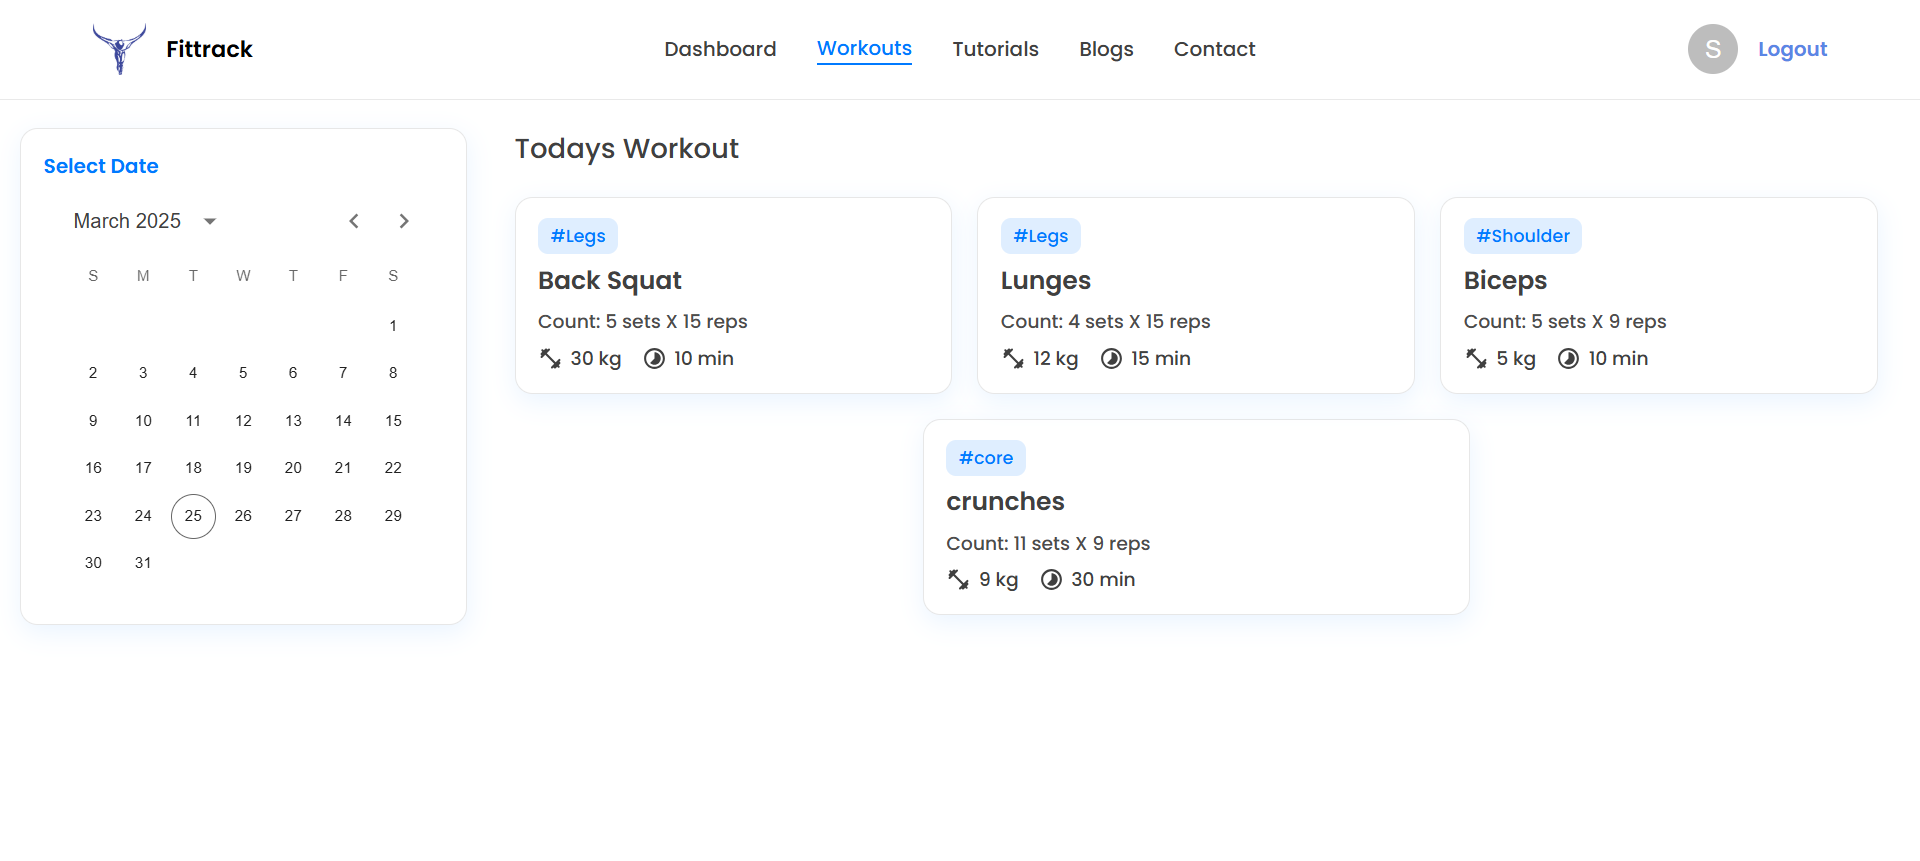 Fittrack
Dashboard Workouts Tutorials Blogs Contact
S Logout
Select Date
March 2025
S M T W T F S
1
2 3 4 5 6 7 8
9 10 11 12 13 14 15
16 17 18 19 20 21 22
23 24 25 26 27 28 29
30 31
Todays Workout
#Legs
Back Squat
Count: 5 sets X 15 reps
30 kg 10 min
#Legs
Lunges
Count: 4 sets X 15 reps
12 kg 15 min
#Shoulder
Biceps
Count: 5 sets X 9 reps
5 kg 10 min
#core
crunches
Count: 11 sets X 9 reps
9 kg 30 min